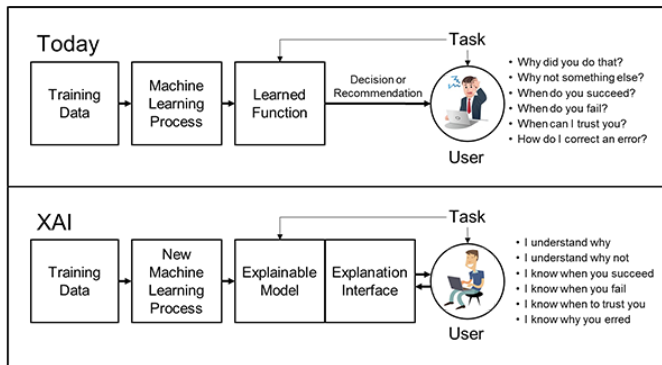 Today
Training
Data
Machine
Learning
Process
Learned
Function
Decision or
Recommendation
Task
User
• Why did you do that?
• Why not something else?
• When do you succeed?
• When do you fail?
• When can I trust you?
• How do I correct an error?
XAI
Training
Data
New
Machine
Learning
Process
Explainable
Model
Explanation
Interface
Task
User
• I understand why
• I understand why not
• I know when you succeed
• I know when you fail
• I know when to trust you
• I know why you erred